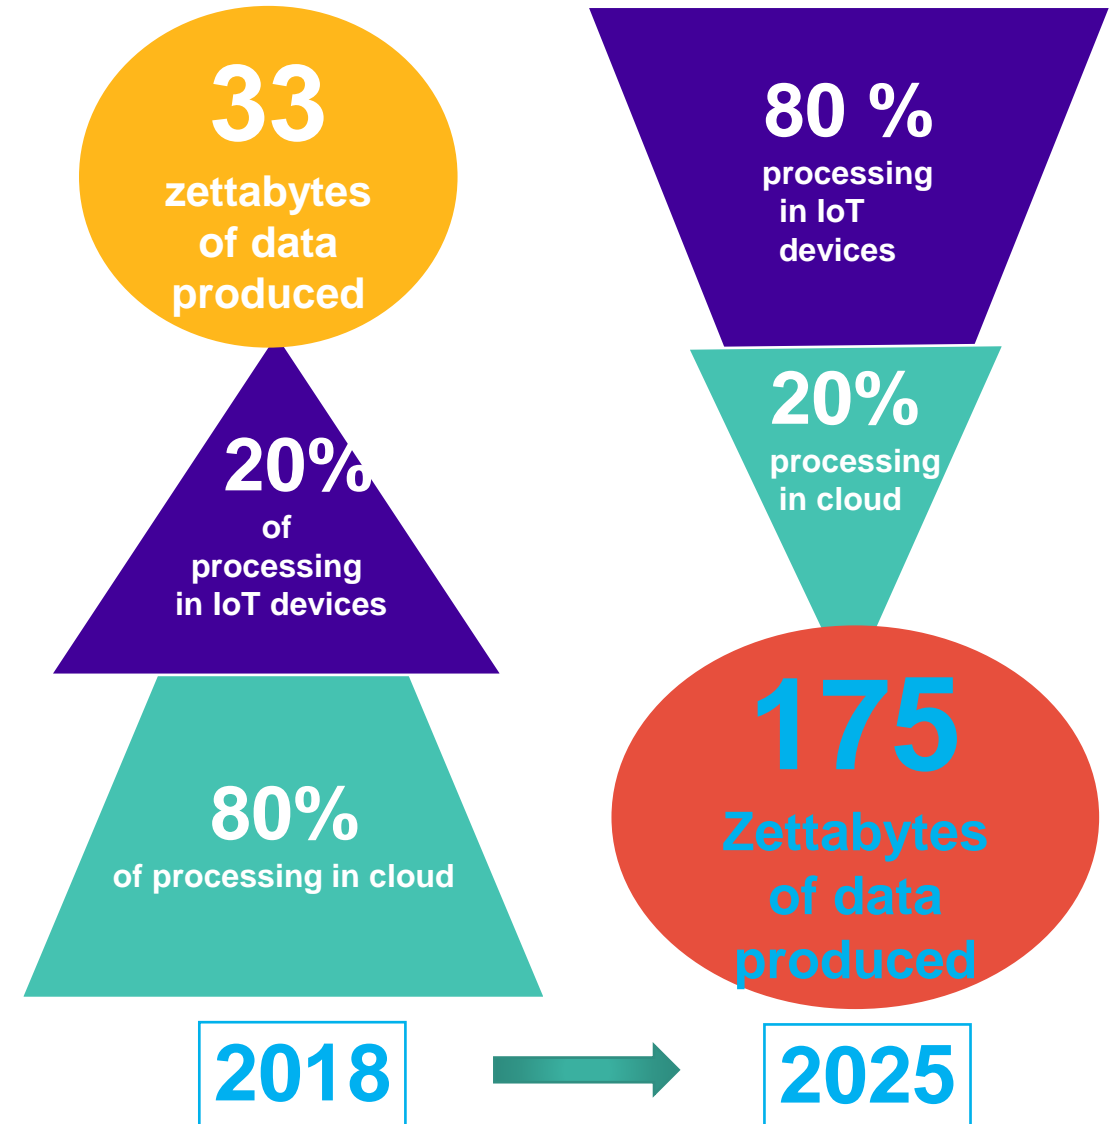 33
zettabytes
of data
produced
20%
of
processing
in IoT devices
80%
of processing in cloud
2018
80 %
processing
in IoT
devices
20%
processing
in cloud
175
Zettabytes
of data
produced
2025